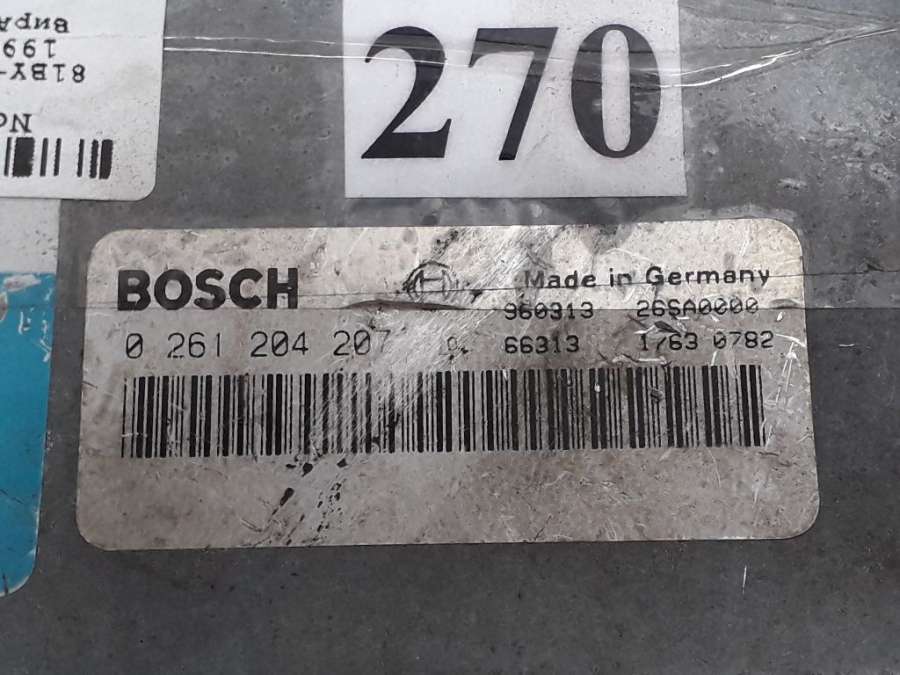 270
BOSCH
Made in Germany
960313 26SA0000
0 261 204 207
66313 1763 0782